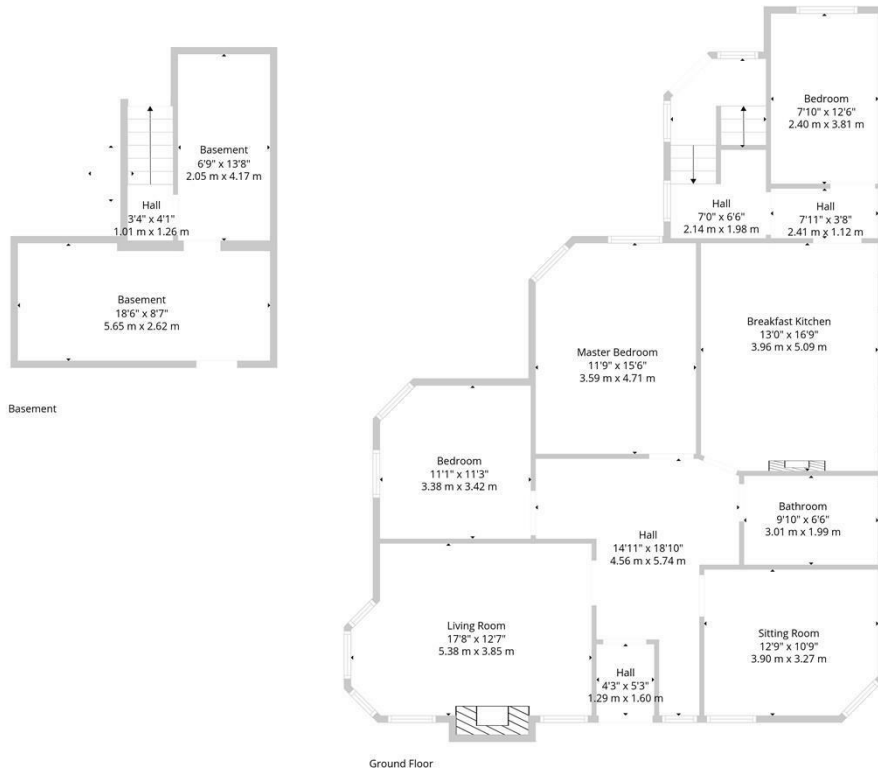 Basement
6'9" x 13'8"
2.05 m x 4.17 m
Hall
3'4" x 4'1"
1.01 m x 1.26 m
Basement
18'6" x 8'7"
5.65 m x 2.62 m
Basement
Bedroom
7'10" x 12'6"
2.40 m x 3.81 m
Hall
7'0" x 6'6"
2.14 m x 1.98 m
Hall
7'11" x 3'8"
2.41 m x 1.12 m
Breakfast Kitchen
13'0" x 16'9"
3.96 m x 5.09 m
Master Bedroom
11'9" x 15'6"
3.59 m x 4.71 m
Bedroom
11'1" x 11'3"
3.38 m x 3.42 m
Bathroom
9'10" x 6'6"
3.01 m x 1.99 m
Hall
14'11" x 18'10"
4.56 m x 5.74 m
Living Room
17'8" x 12'7"
5.38 m x 3.85 m
Sitting Room
12'9" x 10'9"
3.90 m x 3.27 m
Hall
4'3" x 5'3"
1.29 m x 1.60 m
Ground Floor